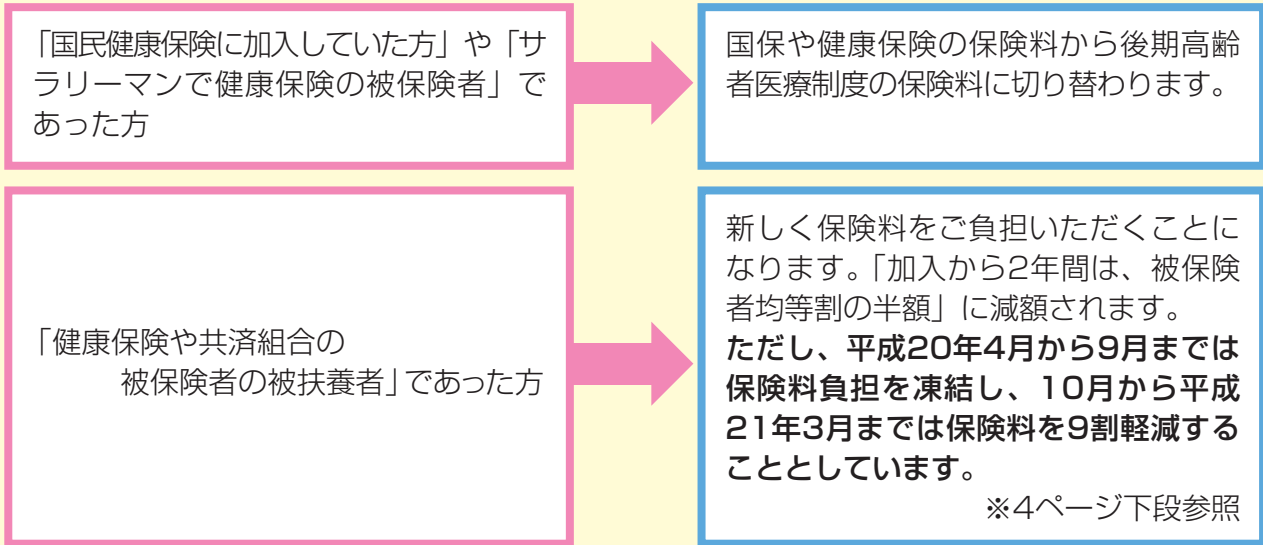 「国民健康保険に加入していた方」や「サ
ラリーマンで健康保険の被保険者」で
あった方
国保や健康保険の保険料から後期高齢
者医療制度の保険料に切り替わります。
「健康保険や共済組合の
被保険者の被扶養者」であった方
新しく保険料をご負担いただくことに
なります。「加入から2年間は、被保険
者均等割の半額」に減額されます。
ただし、平成20年4月から9月までは
保険料負担を凍結し、10月から平成
21年3月までは保険料を9割軽減する
こととしています。
※4ページ下段参照